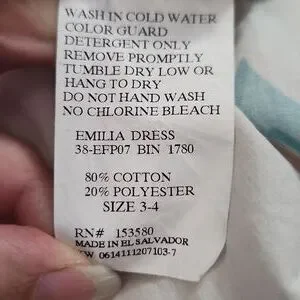 WASH IN COLD WATER
COLOR GUARD
DETERGENT ONLY
REMOVE PROMPTLY
TUMBLE DRY LOW OR
HANG TO DRY
DO NOT HAND WASH
NO CHLORINE BLEACH
EMILIA DRESS
38-EFP07 BIN 1780
80% COTTON
20% POLYESTER
SIZE 3-4
RN# 153580
MADE IN EL SALVADOR
0614111207103-7